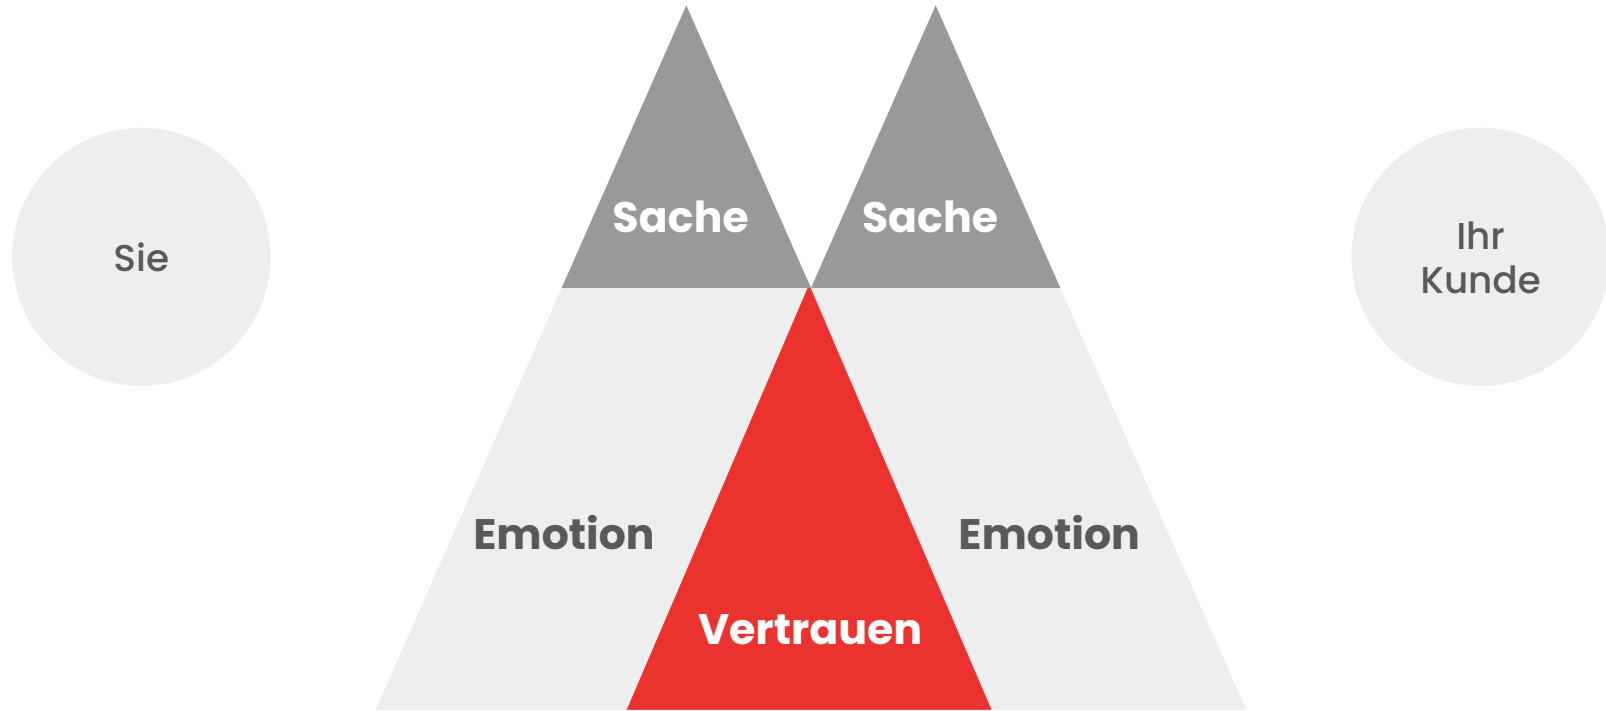 Sache
Sache
Sie
Ihr
Kunde
Emotion
Emotion
Vertrauen